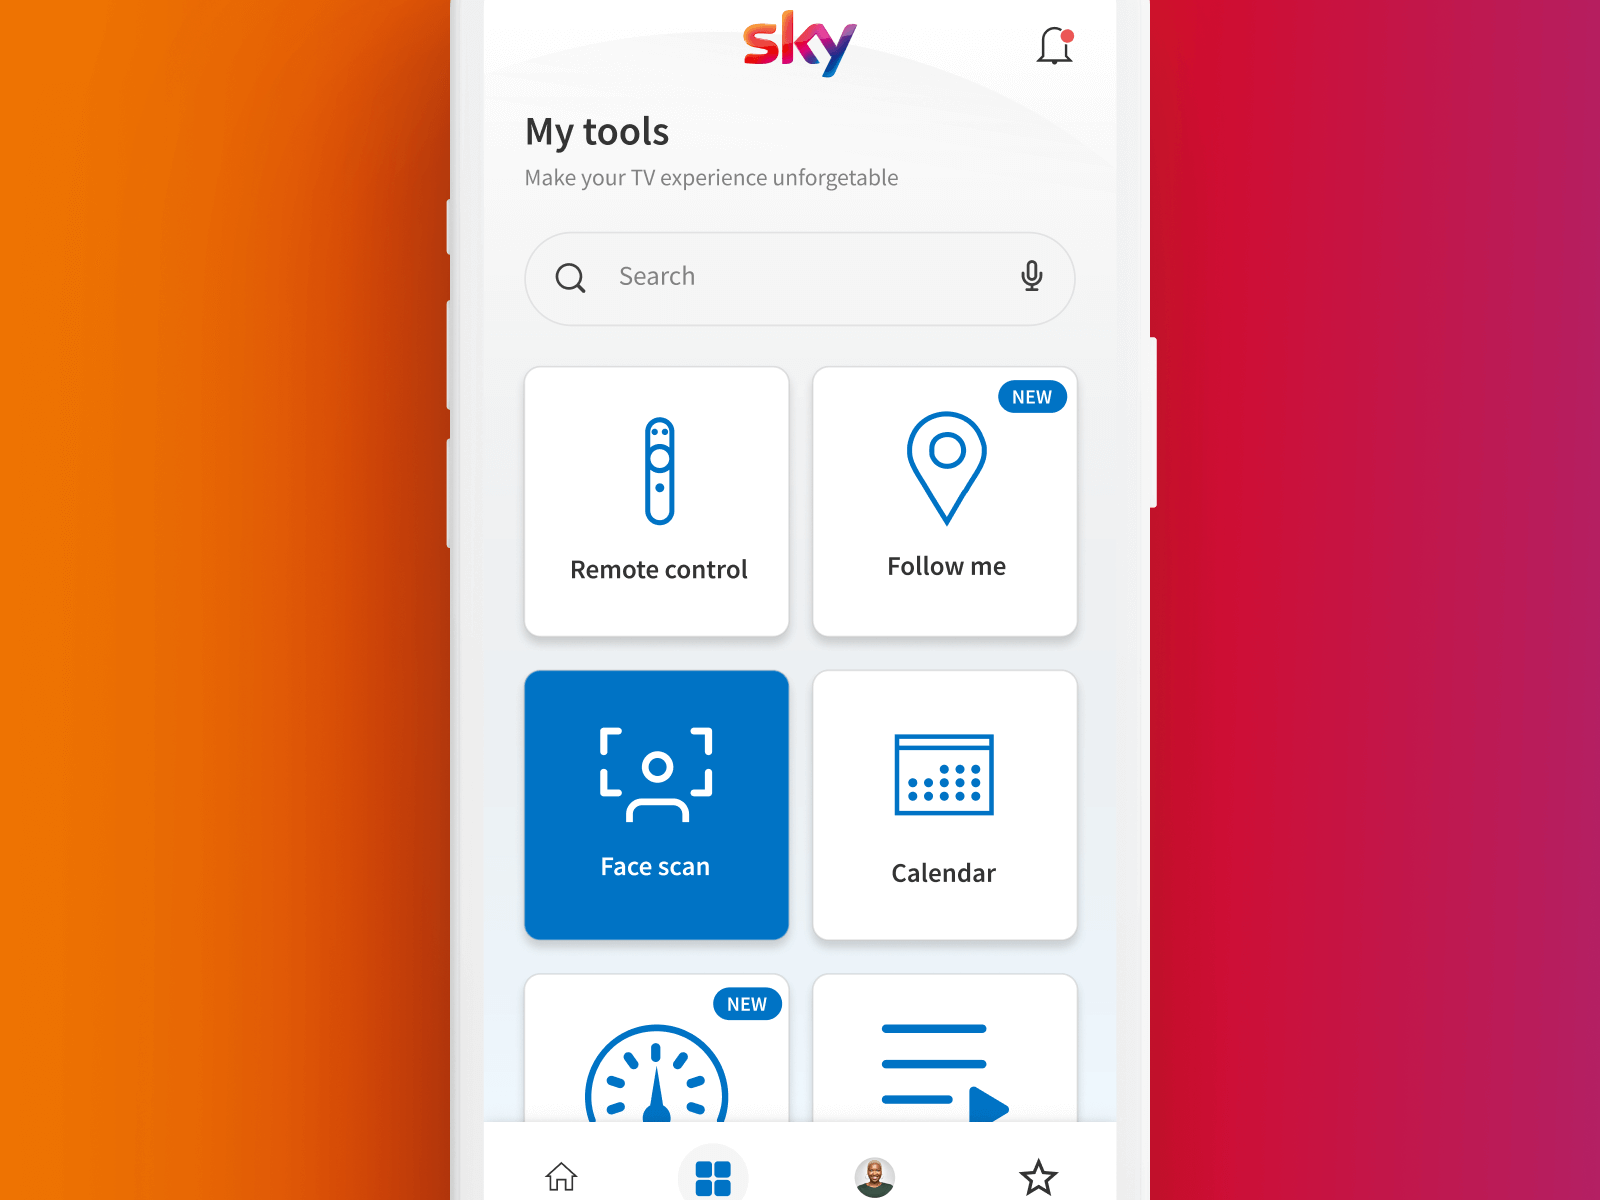 sky
My tools
Make your TV experience unforgetable
Search
NEW
Remote control
Follow me
Face scan
Calendar
NEW